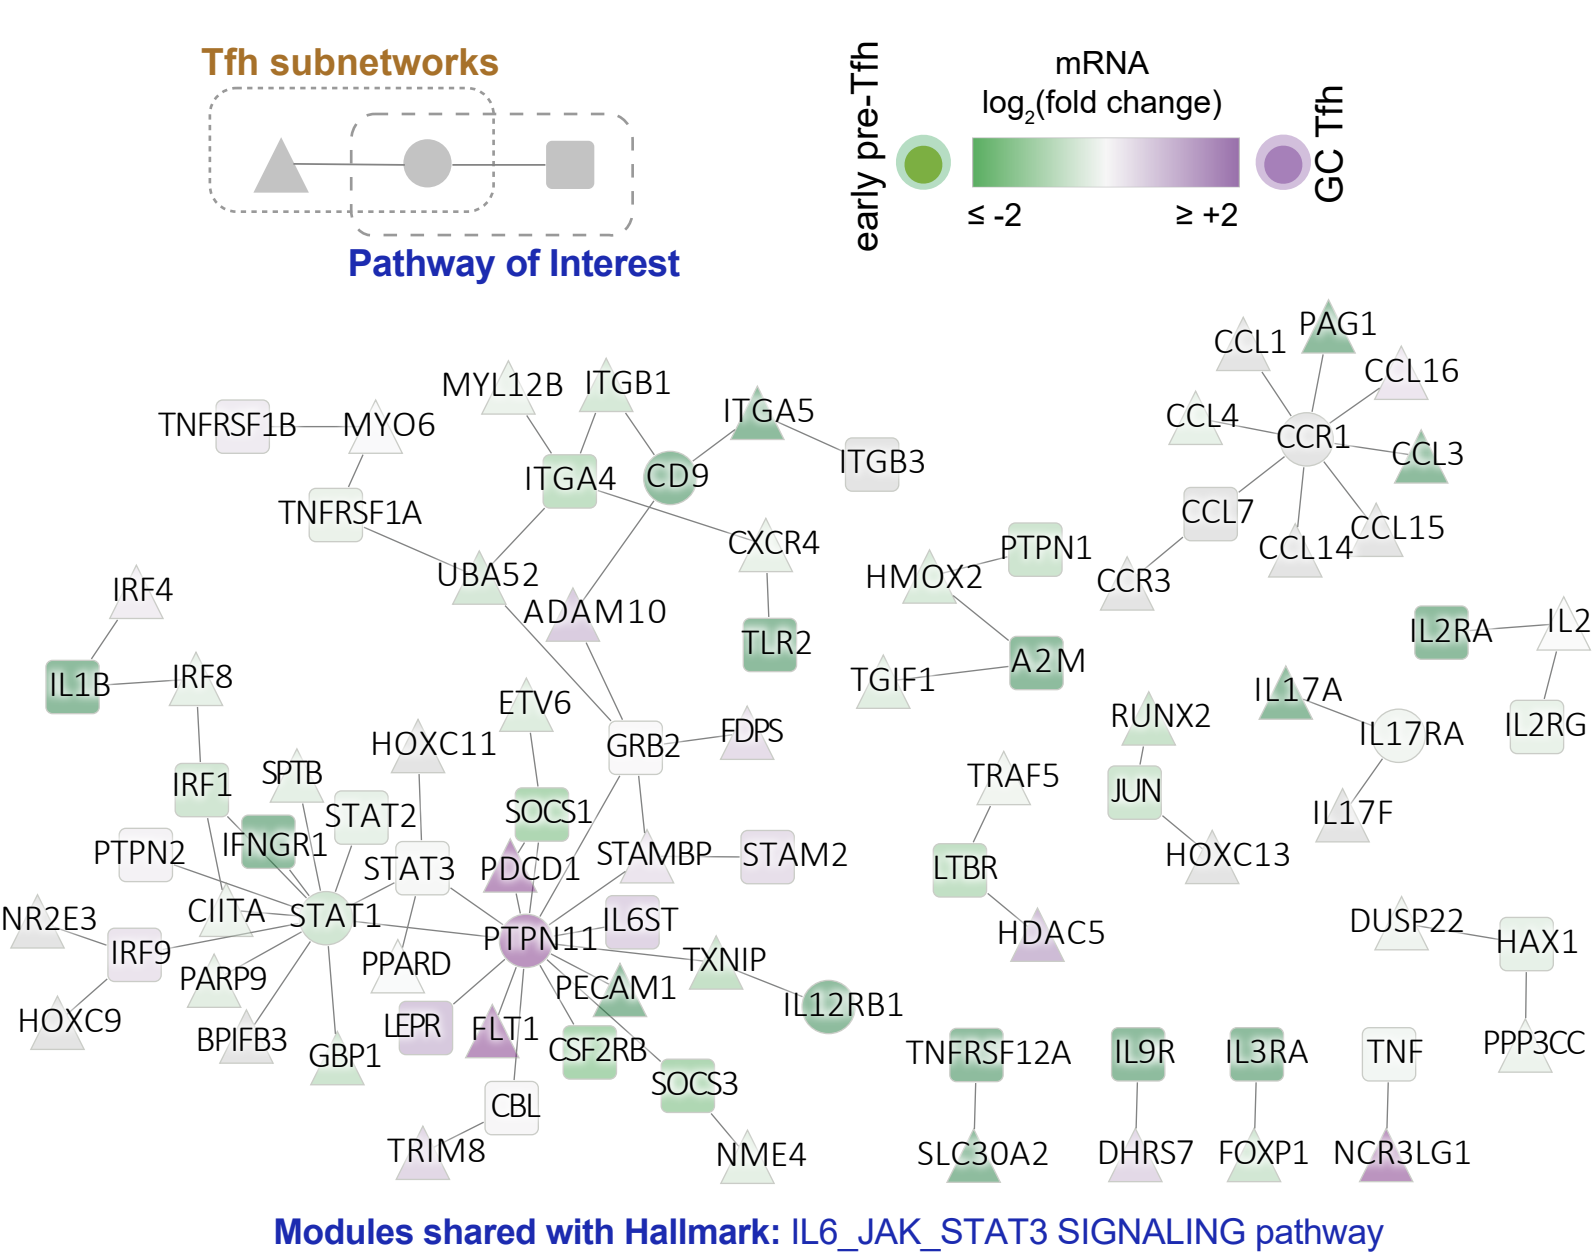 Tfh subnetworks
Pathway of Interest
early pre-Tfh
mRNA
log2(fold change)
≤ -2
≥ +2
GC Tfh
PAG1
CCL1
CCL16
CCL4
CCR1
CCL3
CCL7
CCL15
CCL14
CCR3
MYL12B
ITGB1
ITGA5
TNFRSF1B
MYO6
ITGB3
ITGA4
CD9
TNFRSF1A
CXCR4
PTPN1
HMOX2
UBA52
ADAM10
IRF4
TLR2
A2M
TGIF1
IL2RA
IL2
IL2RG
IL1B
IRF8
ETV6
IL17A
IL17RA
IL17F
RUNX2
JUN
HOXC13
HOXC11
GRB2
FDPS
TRAF5
LTBR
HDAC5
IRF1
SPTB
STAT2
SOCS1
IFNGR1
PTPN2
STAT3
PDCD1
STAMBP
STAM2
NR2E3
CIITA
STAT1
PTPN11
IL6ST
DUSP22
HAX1
PPP3CC
IRF9
PARP9
PPARD
TXNIP
PECAM1
IL12RB1
HOXC9
BPIFB3
GBP1
LEPR
FLT1
CSF2RB
SOCS3
CBL
TRIM8
NME4
TNFRSF12A
IL9R
IL3RA
TNF
SLC30A2
DHRS7
FOXP1
NCR3LG1
Modules shared with Hallmark: IL6_JAK_STAT3 SIGNALING pathway